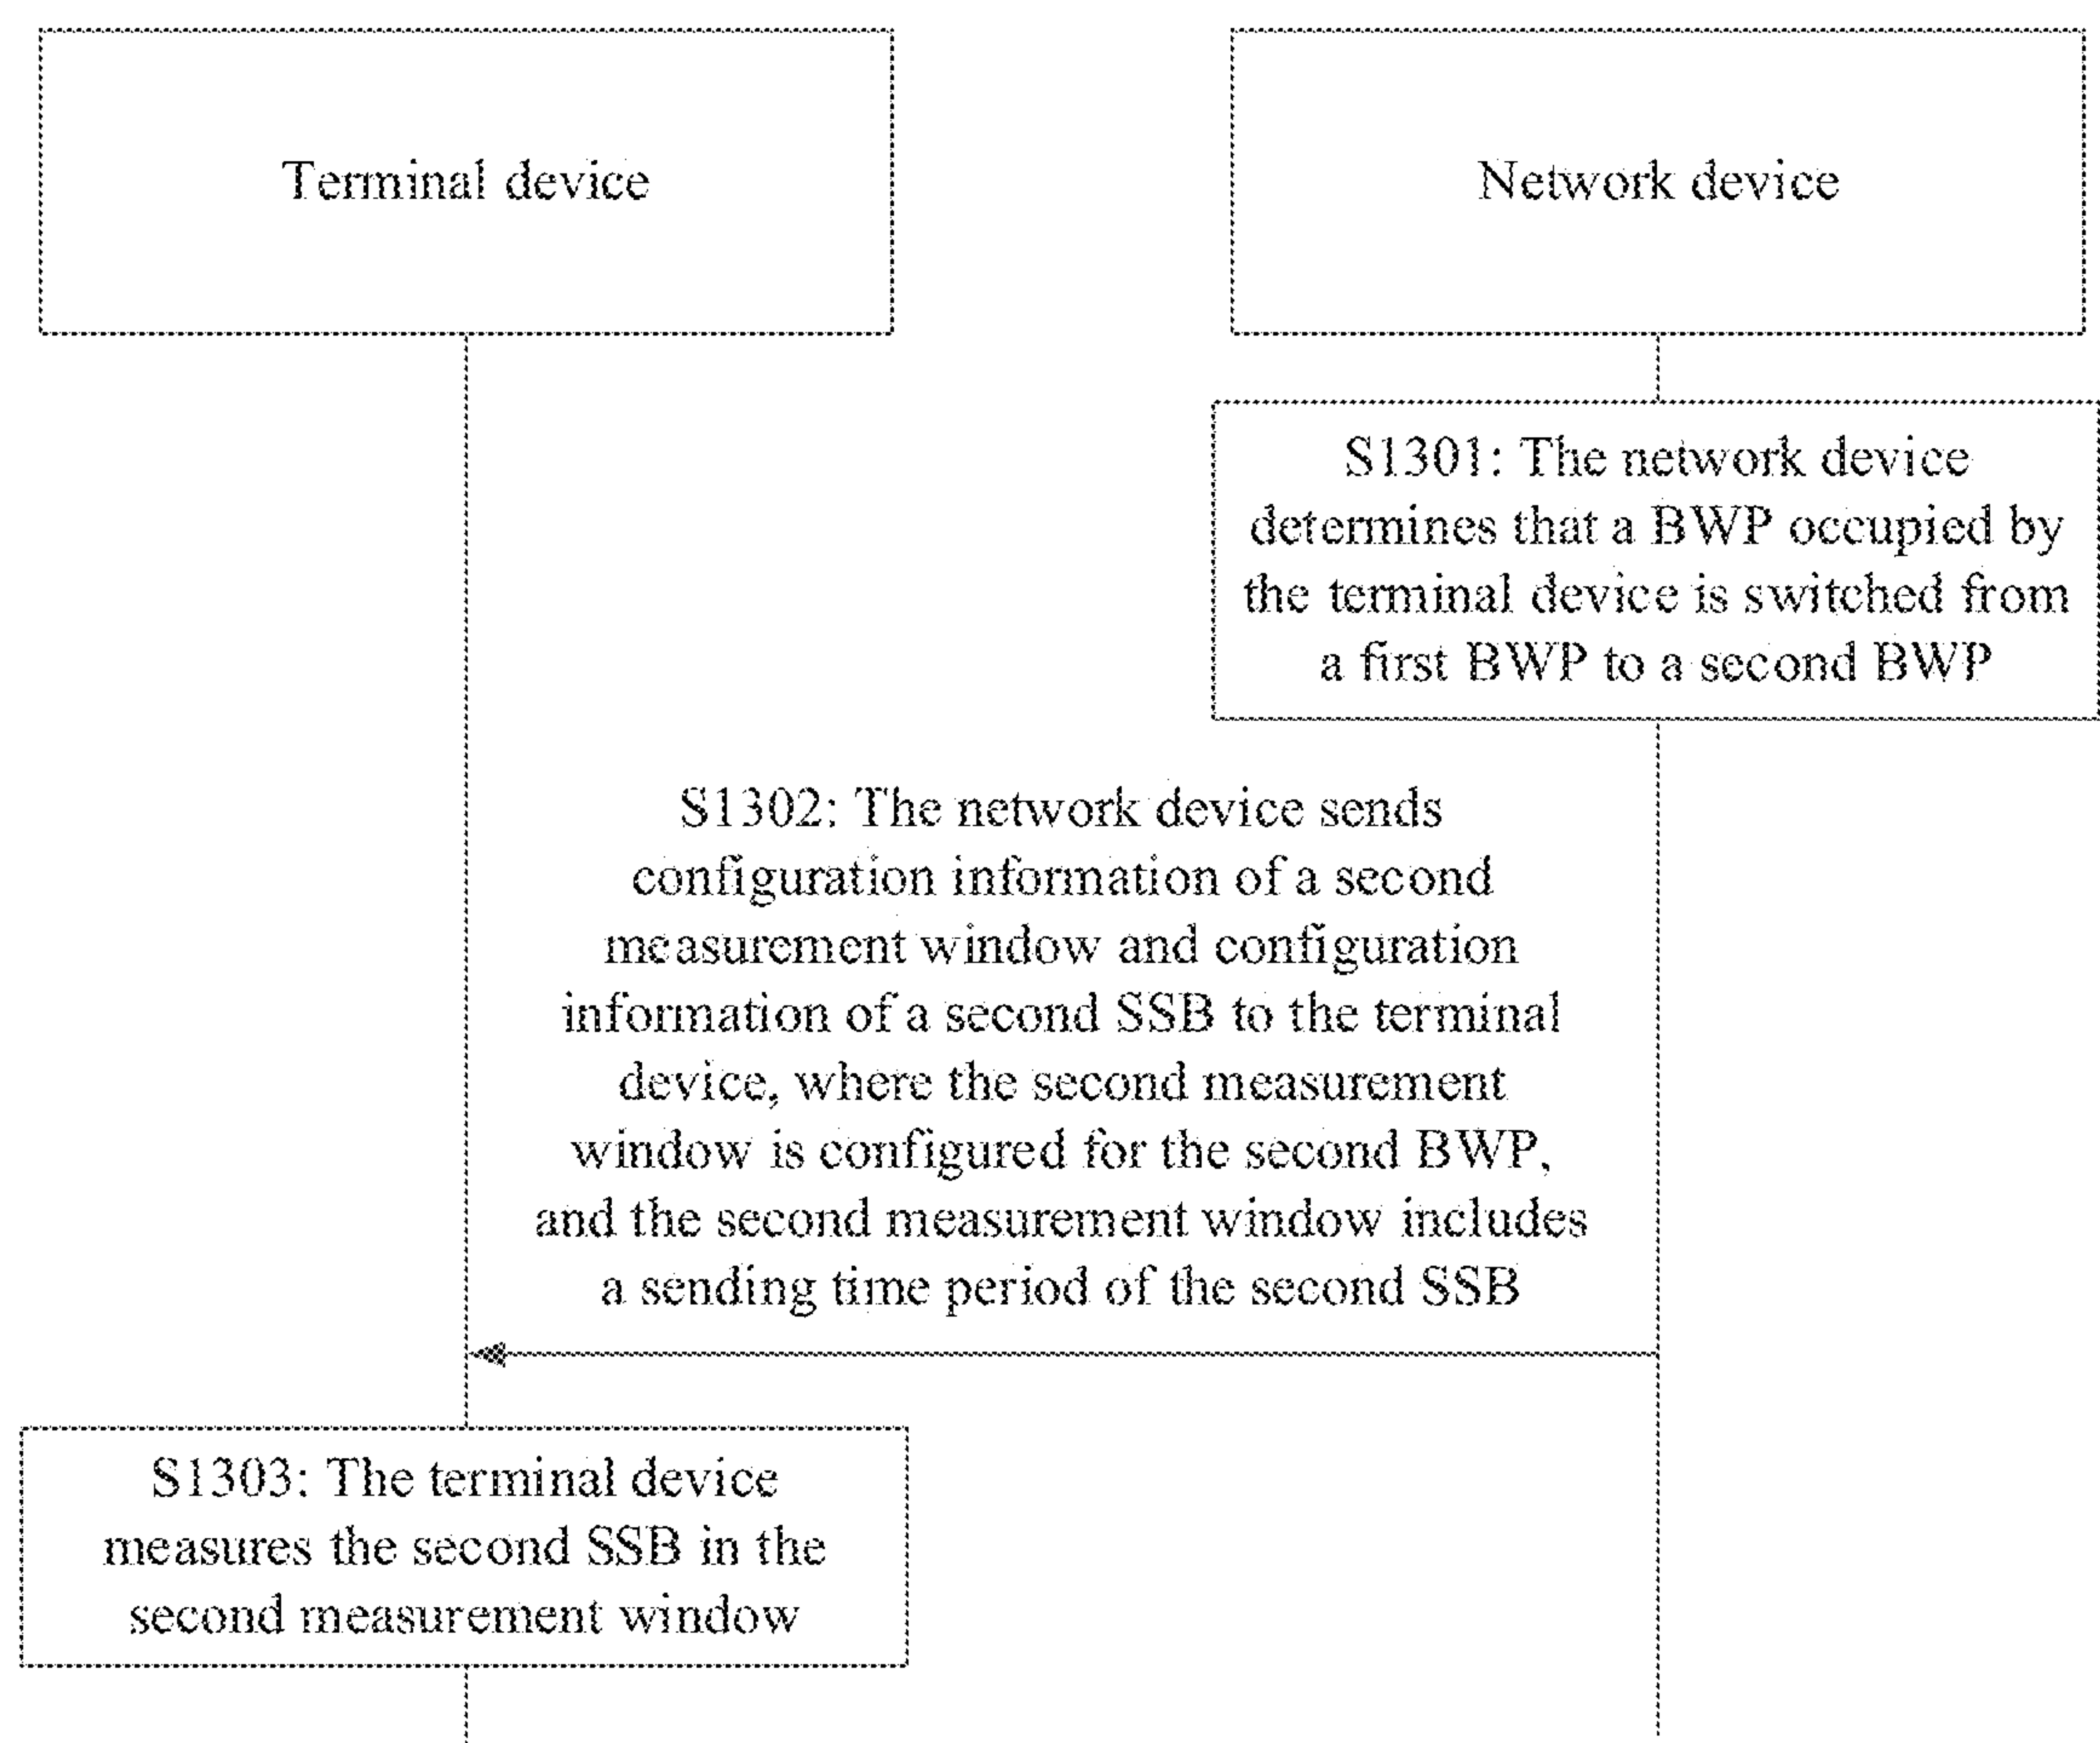 Terminal device
Network device
S1301: The network device
determines that a BWP occupied by
the terminal device is switched from
a first BWP to a second BWP
S1302: The network device sends
configuration information of a second
measurement window and configuration
information of a second SSB to the terminal
device, where the second measurement
window is configured for the second BWP,
and the second measurement window includes
a sending time period of the second SSB
S1303: The terminal device
measures the second SSB in the
second measurement window